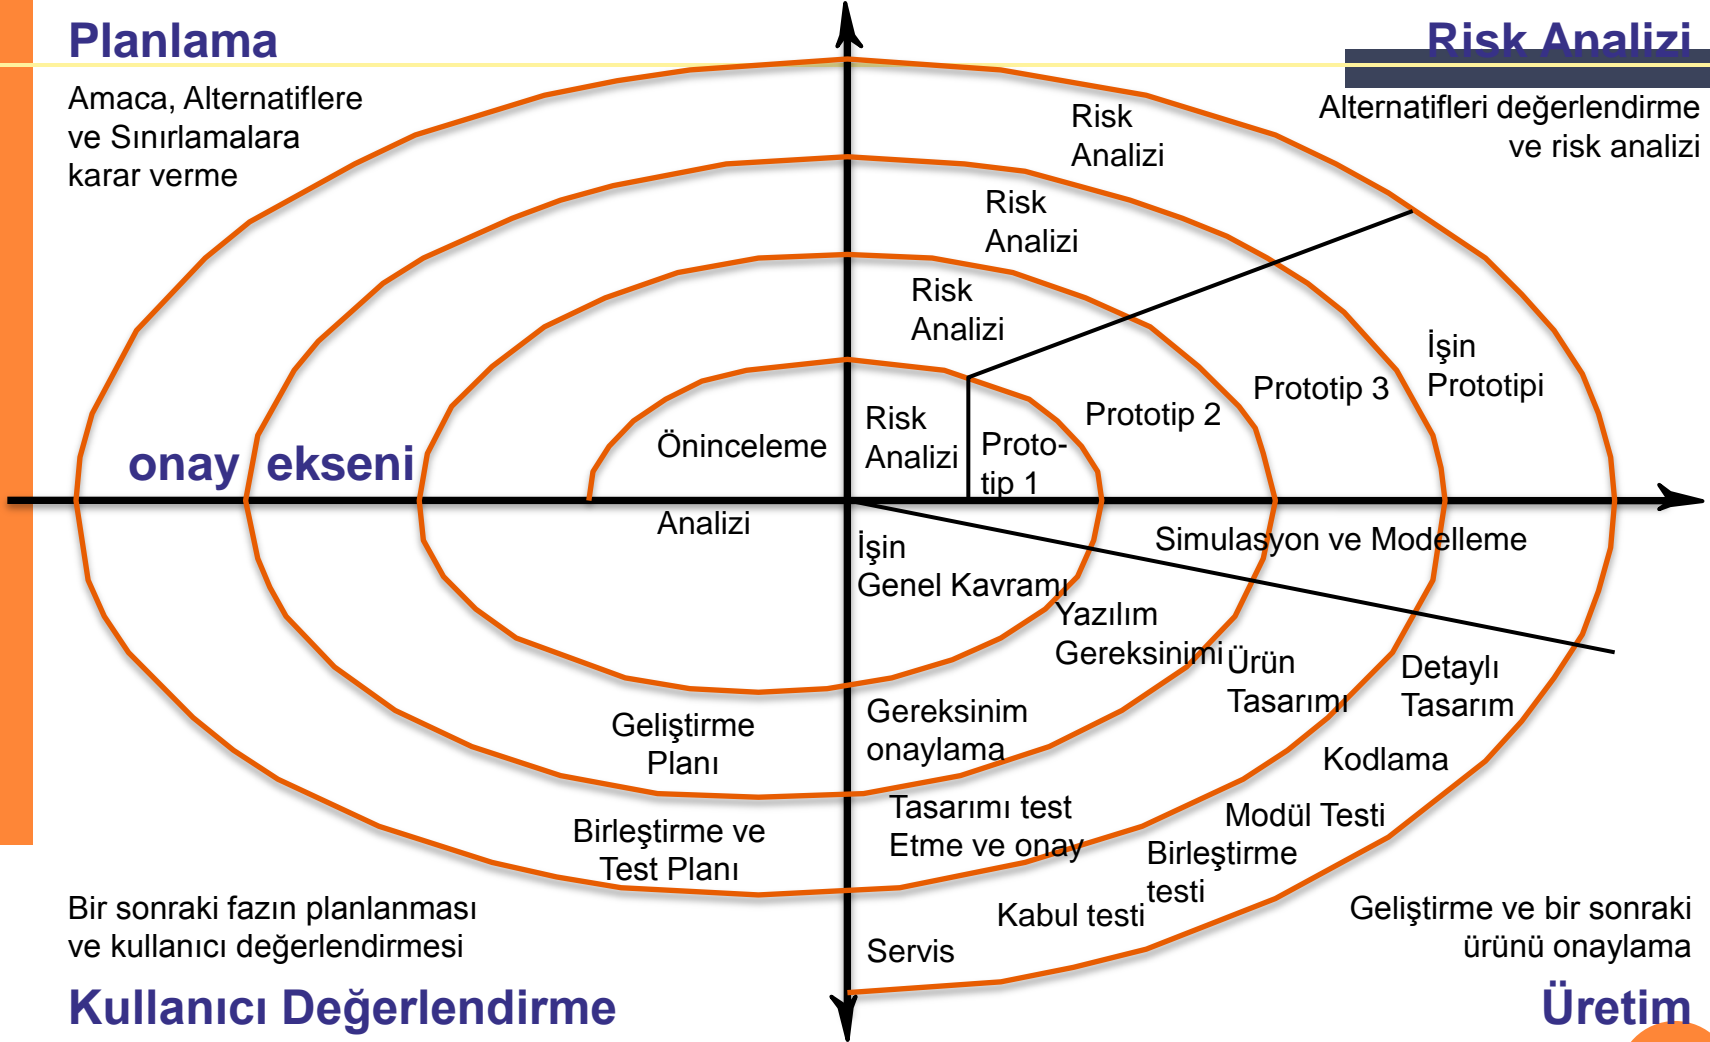 Planlama
Amaca, Alternatiflere
ve Sınırlamalara
karar verme
Risk Analizi
Alternatifleri değerlendirme
ve risk analizi
Risk
Analizi
Risk
Analizi
Risk
Analizi
Risk
Analizi
İşin
Prototipi
Prototip 3
Prototip 2
Proto-
tip 1
Öninceleme
onay ekseni
Analizi
İşin
Genel Kavramı
Simulasyon ve Modelleme
Yazılım
Gereksinimi
Ürün
Tasarımı
Detaylı
Tasarım
Geliştirme
Planı
Gereksinim
onaylama
Kodlama
Birleştirme ve
Test Planı
Tasarımı test
Etme ve onay
Modül Testi
Birleştirme
testi
Kabul testi
Servis
Bir sonraki fazın planlanması
ve kullanıcı değerlendirmesi
Kullanıcı Değerlendirme
Geliştirme ve bir sonraki
ürünü onaylama
Üretim